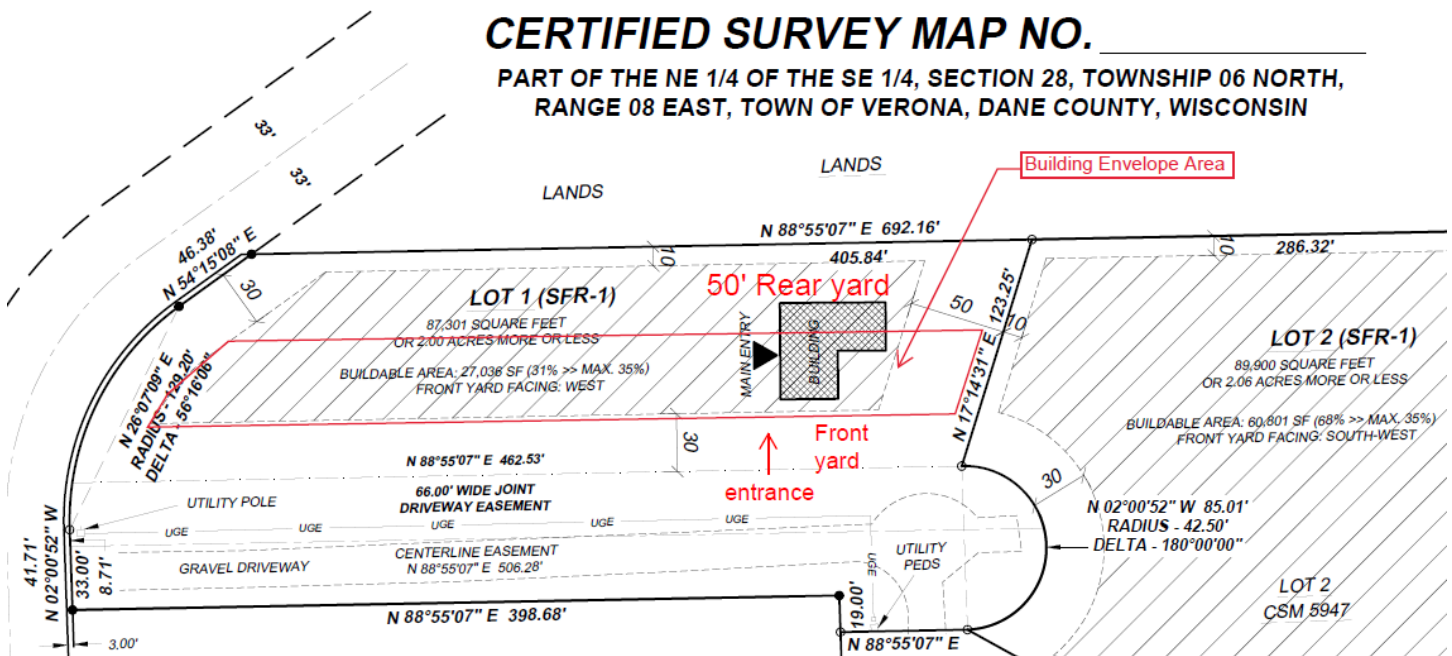 CERTIFIED SURVEY MAP NO.
PART OF THE NE 1/4 OF THE SE 1/4, SECTION 28, TOWNSHIP 06 NORTH,
RANGE 08 EAST, TOWN OF VERONA, DANE COUNTY, WISCONSIN
33'
33'
LANDS
LANDS
Building Envelope Area
46.38'
N 54°15'08" E
N 88°55'07" E 692.16'
10
405.84'
10
286.32'
30
LOT 1 (SFR-1)
87,301 SQUARE FEET
OR 2.00 ACRES MORE OR LESS
BUILDABLE AREA: 27,036 SF (31% >> MAX. 35%)
FRONT YARD FACING: WEST
50' Rear yard
MAIN ENTRY
BUILDING
50
10
N 17°14'31" E 123.25'
LOT 2 (SFR-1)
89,900 SQUARE FEET
OR 2.06 ACRES MORE OR LESS
BUILDABLE AREA: 60,801 SF (68% >> MAX. 35%)
FRONT YARD FACING: SOUTH-WEST
N 26°07'09" E
RADIUS - 129.20'
DELTA - 56°16'06"
30
Front
yard
entrance
N 88°55'07" E 462.53'
66.00' WIDE JOINT
DRIVEWAY EASEMENT
UTILITY POLE
UGE
UGE
UGE
UGE
UGE
UGE
CENTERLINE EASEMENT
N 88°55'07" E 506.28'
GRAVEL DRIVEWAY
UTILITY
PEDS
30
N 02°00'52" W 85.01'
RADIUS - 42.50'
DELTA - 180°00'00"
41.71'
N 02°00'52" W
33.00'
8.71'
3.00'
N 88°55'07" E 398.68'
19.00'
N 88°55'07" E
LOT 2
CSM 5947